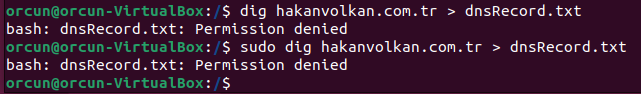 orcun@orcun-VirtualBox:/$ dig hakanvolkan.com.tr > dnsRecord.txt
bash: dnsRecord.txt: Permission denied
orcun@orcun-VirtualBox:/$ sudo dig hakanvolkan.com.tr > dnsRecord.txt
bash: dnsRecord.txt: Permission denied
orcun@orcun-VirtualBox:/$